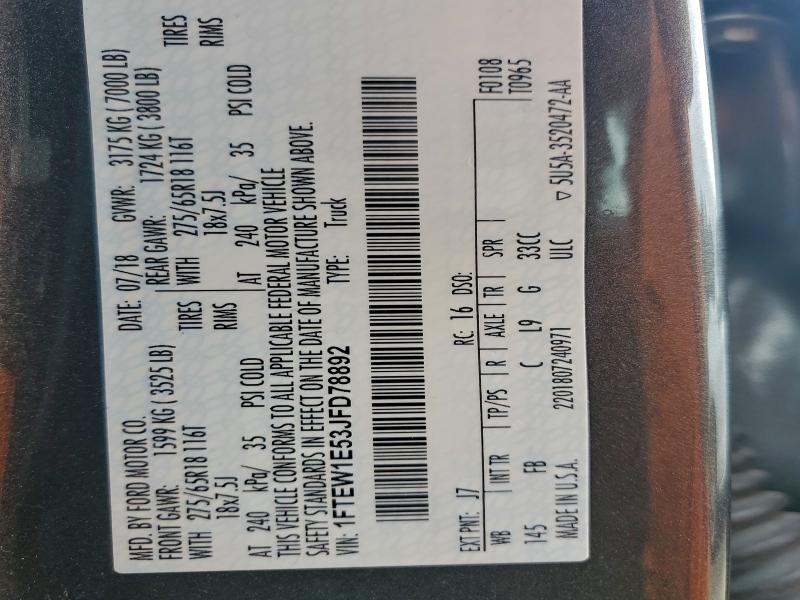 MFD. BY FORD MOTOR CO. DATE: 07/18 GVWR: 3175 KG ( 7000 LB)
FRONT GAWR: 1599 KG ( 3525 LB) REAR GAWR: 1724 KG ( 3800 LB)
WITH 275/65R18 116T TIRES WITH 275/65R18 116T TIRES
18x7.5J RIMS 18x7.5J RIMS
AT 240 kPa/ 35 PSI COLD AT 240 kPa/ 35 PSI COLD
THIS VEHICLE CONFORMS TO ALL APPLICABLE FEDERAL MOTOR VEHICLE
SAFETY STANDARDS IN EFFECT ON THE DATE OF MANUFACTURE SHOWN ABOVE.
VIN: 1FTEW1E53JFD78892 TYPE: Truck
EXT PNT: J7 RC: 16 DSO: F0108
WB INT TR TP/PS R AXLE TR SPR T0965
145 FB C L9 G 33CC
MADE IN U.S.A. 2201807240971 ULC ▽ 5U5A-3520472-AA